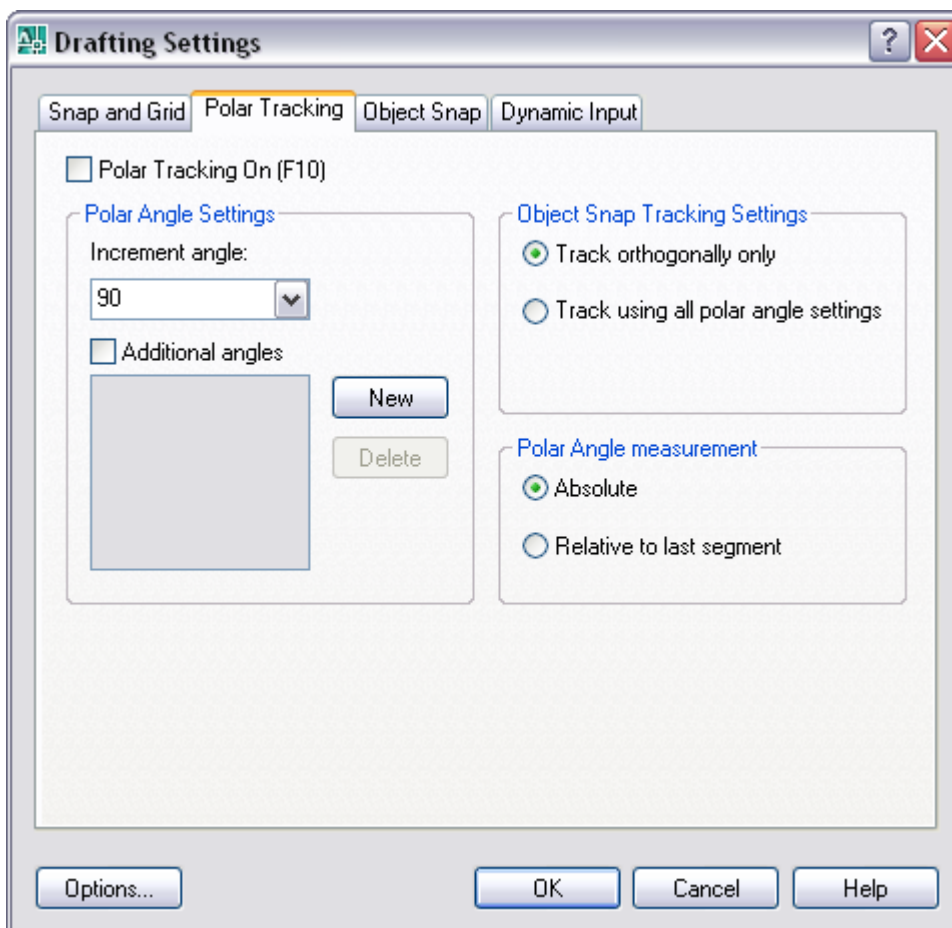 Drafting Settings
Snap and Grid
Polar Tracking
Object Snap
Dynamic Input
Polar Tracking On (F10)
Polar Angle Settings
Increment angle:
90
Additional angles
New
Delete
Object Snap Tracking Settings
Track orthogonally only
Track using all polar angle settings
Polar Angle measurement
Absolute
Relative to last segment
Options...
OK
Cancel
Help